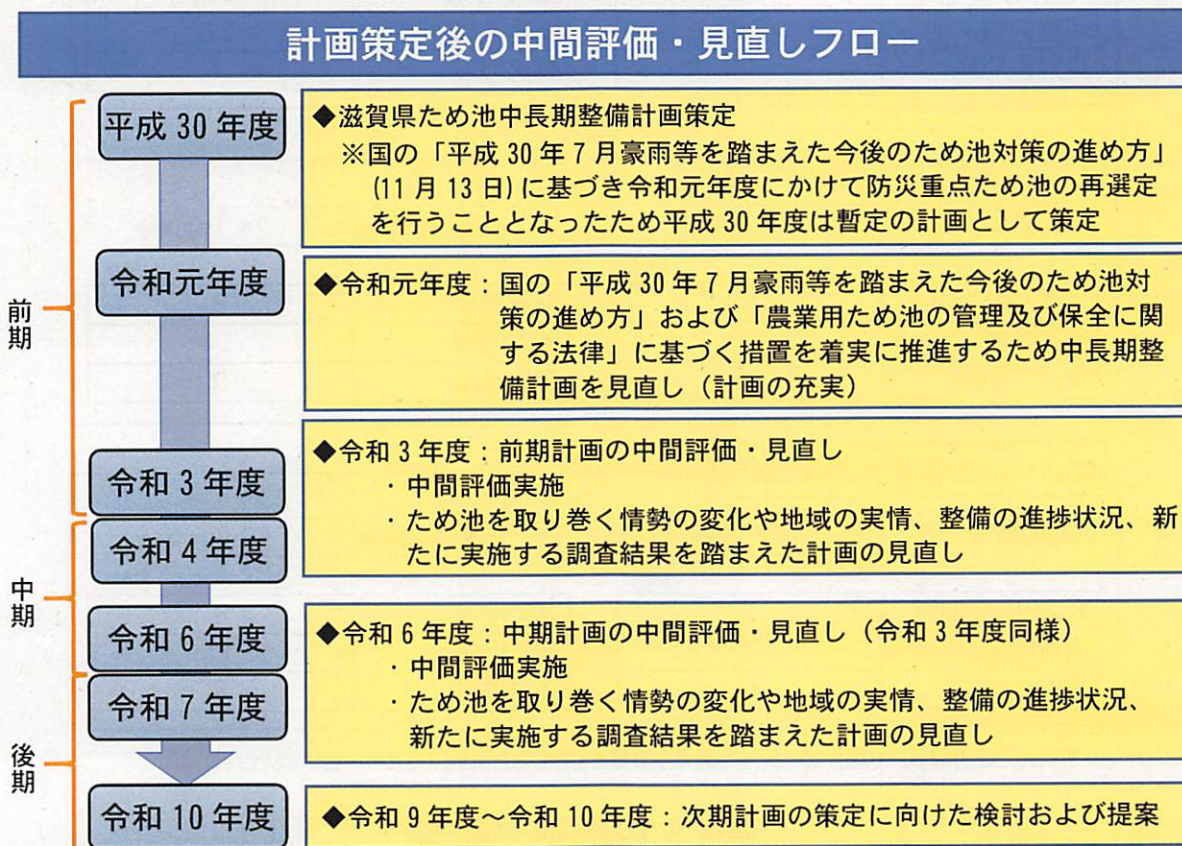 計画策定後の中間評価・見直しフロー
前期
平成 30 年度
◆滋賀県ため池中長期整備計画策定
※国の「平成 30 年 7 月豪雨等を踏まえた今後のため池対策の進め方」
(11 月 13 日) に基づき令和元年度にかけて防災重点ため池の再選定
を行うこととなったため平成 30 年度は暫定の計画として策定
令和元年度
◆令和元年度：国の「平成 30 年 7 月豪雨等を踏まえた今後のため池対
策の進め方」および「農業用ため池の管理及び保全に関
する法律」に基づく措置を着実に推進するため中長期整
備計画を見直し（計画の充実）
令和 3 年度
◆令和 3 年度：前期計画の中間評価・見直し
・中間評価実施
・ため池を取り巻く情勢の変化や地域の実情、整備の進捗状況、新
たに実施する調査結果を踏まえた計画の見直し
中期
令和 4 年度
令和 6 年度
◆令和 6 年度：中期計画の中間評価・見直し（令和 3 年度同様）
・中間評価実施
・ため池を取り巻く情勢の変化や地域の実情、整備の進捗状況、
新たに実施する調査結果を踏まえた計画の見直し
後期
令和 7 年度
令和 10 年度
◆令和 9 年度～令和 10 年度：次期計画の策定に向けた検討および提案